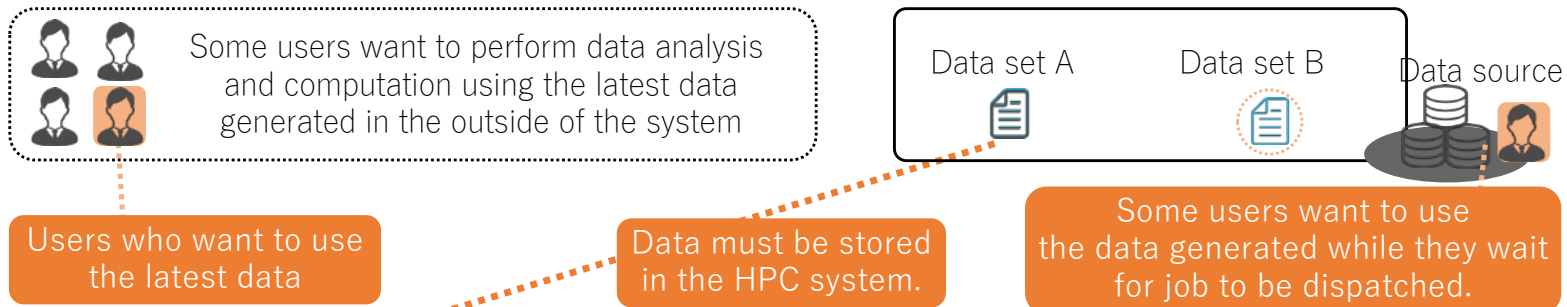 Some users want to perform data analysis
and computation using the latest data
generated in the outside of the system
Data set A
Data set B
Data source
Users who want to use
the latest data
Data must be stored
in the HPC system.
Some users want to use
the data generated while they wait
for job to be dispatched.